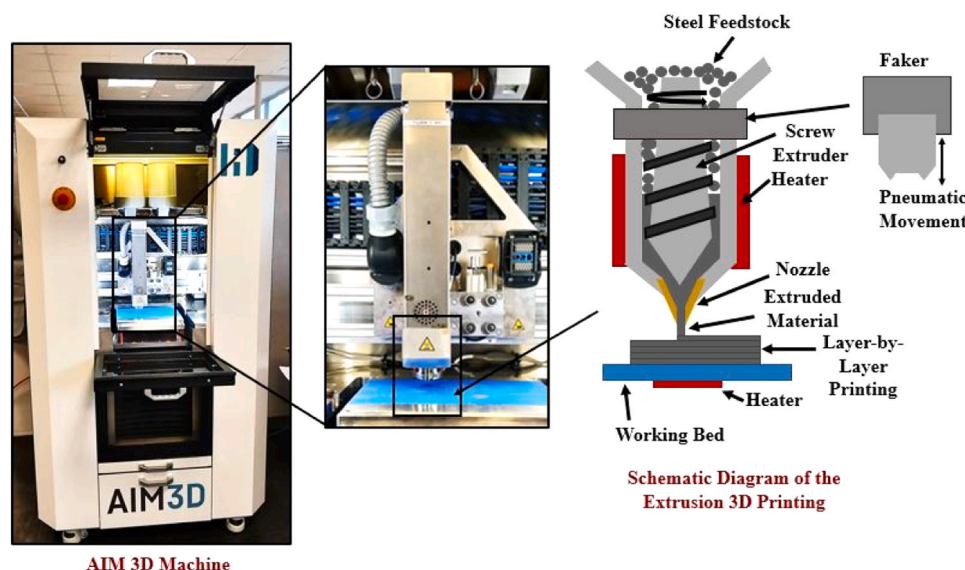 Steel Feedstock
Faker
Screw
Extruder
Heater
Pneumatic
Movement
Nozzle
Extruded
Material
Layer-by-
Layer Printing
Heater
Working Bed
Schematic Diagram of the
Extrusion 3D Printing
AIM3D
AIM 3D Machine